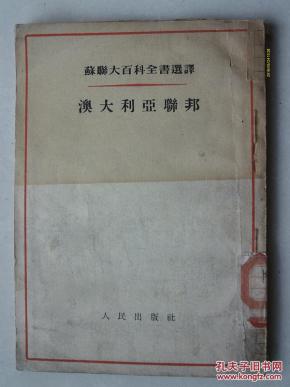 蘇聯大百科全書選譯
澳大利亞聯邦
人民出版社
孔夫子旧书网